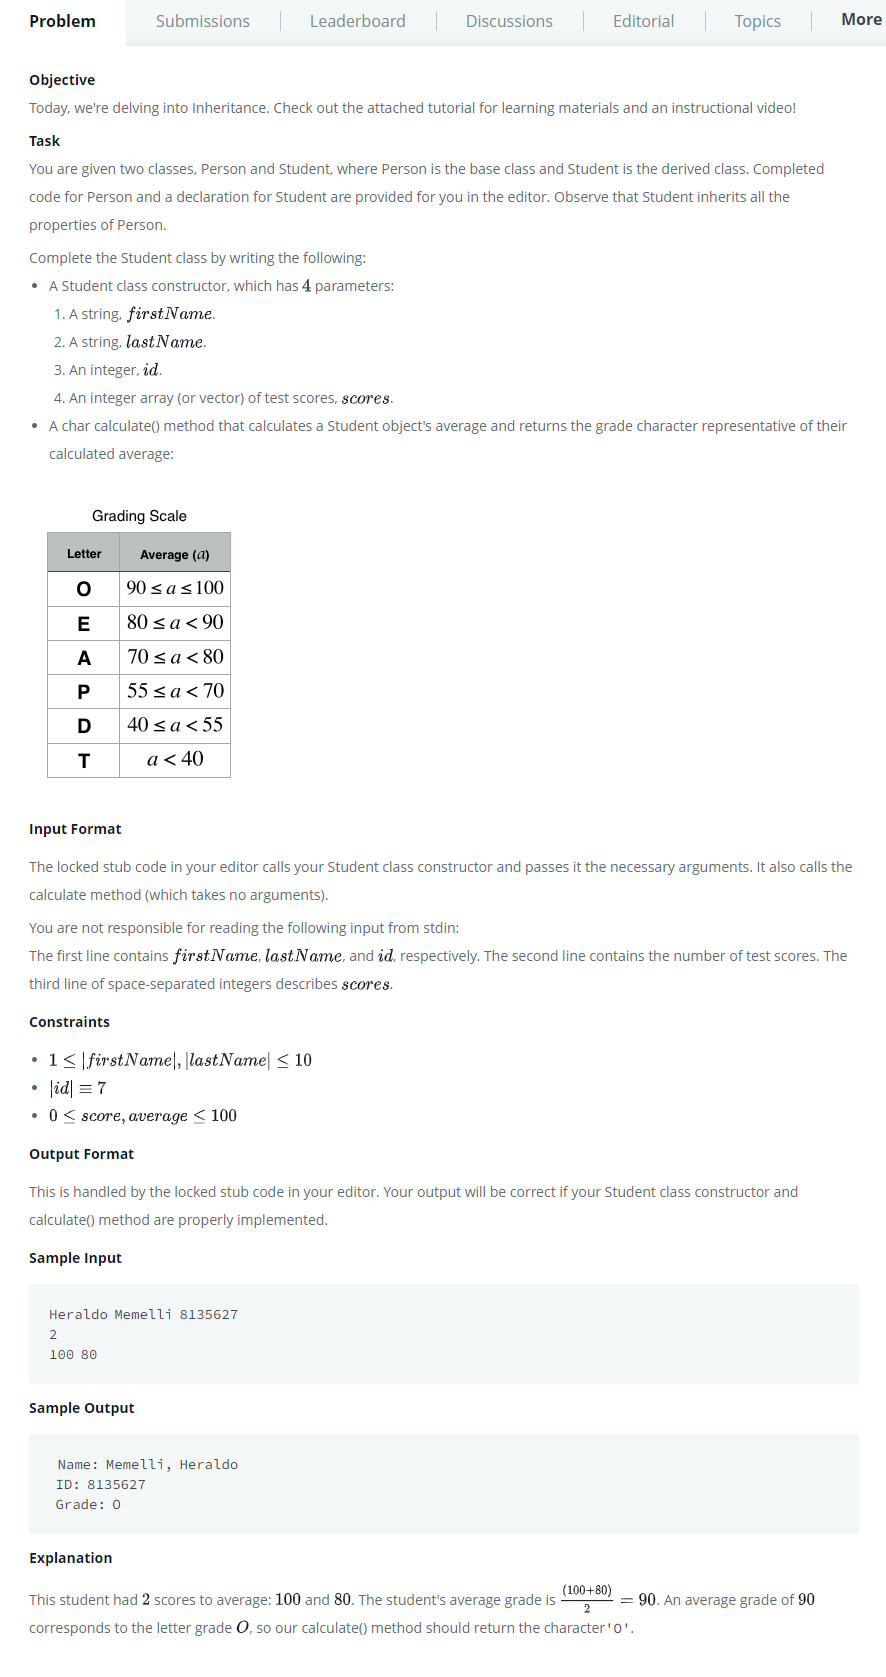 Problem Submissions Leaderboard Discussions Editorial Topics More
Objective
Today, we're delving into Inheritance. Check out the attached tutorial for learning materials and an instructional video!
Task
You are given two classes, Person and Student, where Person is the base class and Student is the derived class. Completed
code for Person and a declaration for Student are provided for you in the editor. Observe that Student inherits all the
properties of Person.
Complete the Student class by writing the following:
• A Student class constructor, which has 4 parameters:
1. A string, firstName.
2. A string, lastName.
3. An integer, id.
4. An integer array (or vector) of test scores, scores.
• A char calculate() method that calculates a Student object's average and returns the grade character representative of their
calculated average:
Grading Scale
Letter Average (a)
O 90 ≤ a ≤ 100
E 80 ≤ a < 90
A 70 ≤ a < 80
P 55 ≤ a < 70
D 40 ≤ a < 55
T a < 40
Input Format
The locked stub code in your editor calls your Student class constructor and passes it the necessary arguments. It also calls the
calculate method (which takes no arguments).
You are not responsible for reading the following input from stdin:
The first line contains firstName, lastName, and id, respectively. The second line contains the number of test scores. The
third line of space-separated integers describes scores.
Constraints
• 1 ≤ |firstName|, |lastName| ≤ 10
• |id| ≡ 7
• 0 ≤ score, average ≤ 100
Output Format
This is handled by the locked stub code in your editor. Your output will be correct if your Student class constructor and
calculate() method are properly implemented.
Sample Input
Heraldo Memelli 8135627
2
100 80
Sample Output
Name: Memelli, Heraldo
ID: 8135627
Grade: O
Explanation
This student had 2 scores to average: 100 and 80. The student's average grade is (100+80)/2 = 90. An average grade of 90
corresponds to the letter grade O, so our calculate() method should return the character'O'.